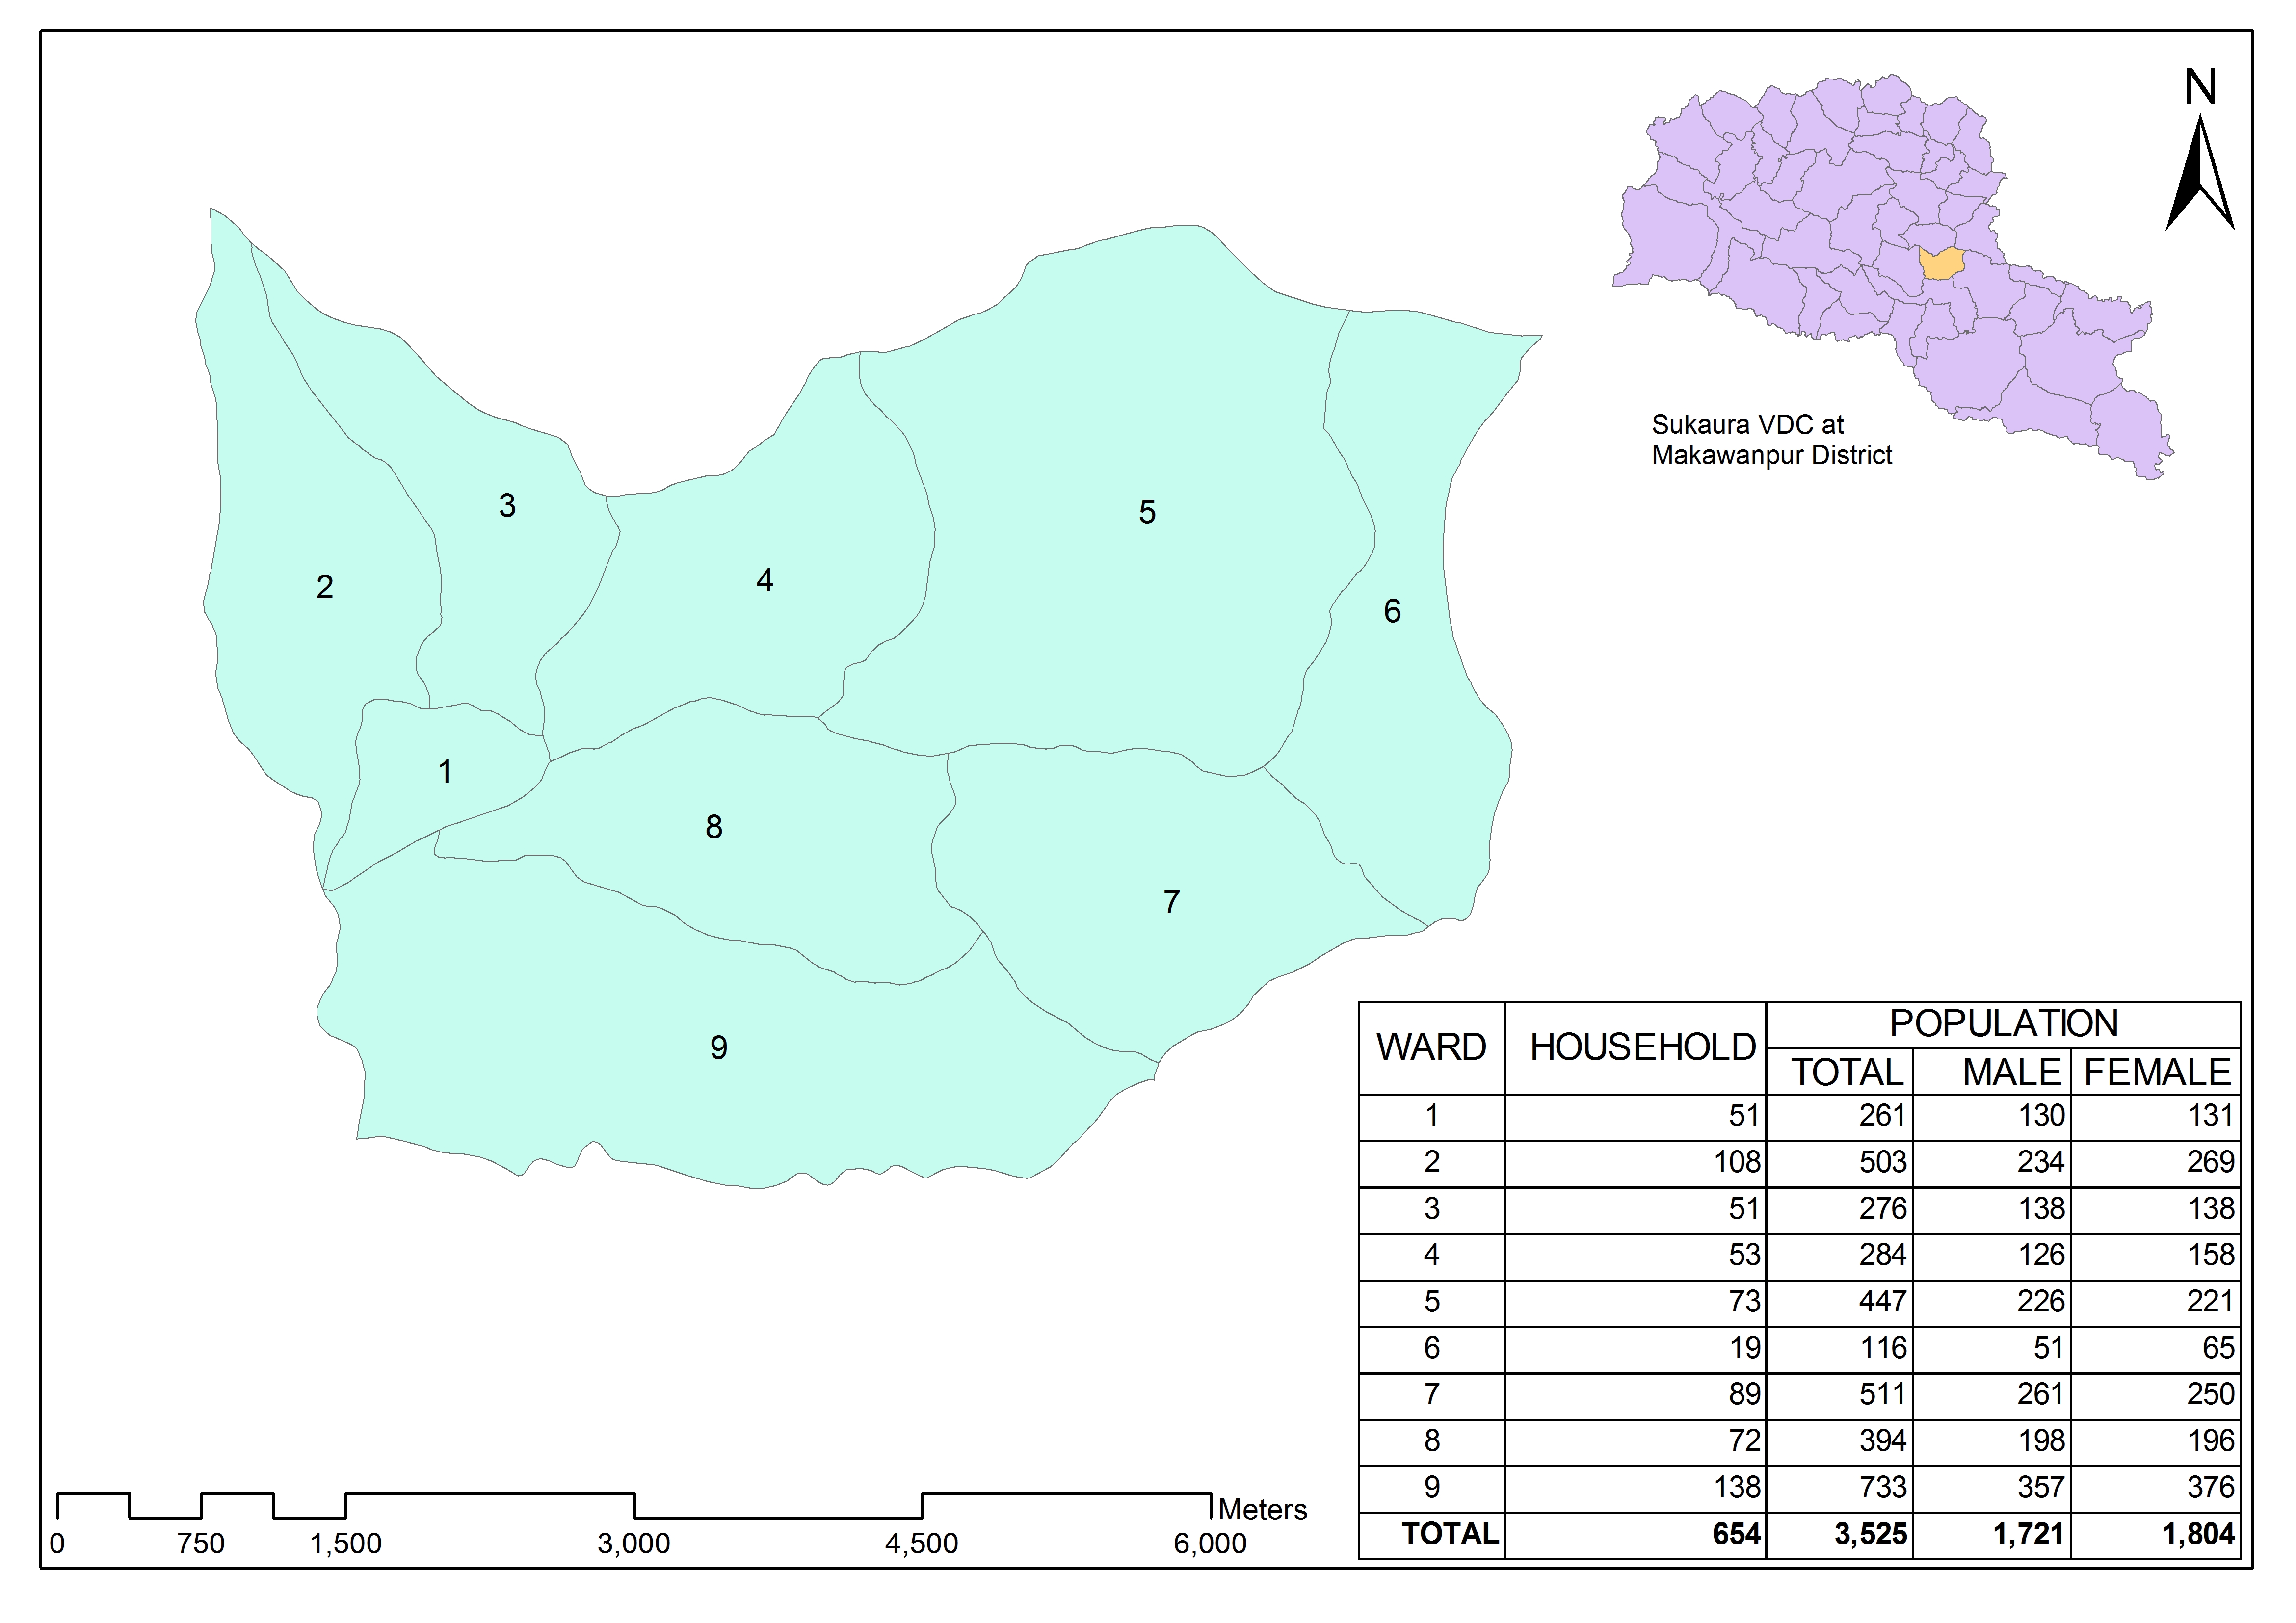 N
Sukaura VDC at
Makawanpur District
3
5
4
2
6
1
8
7
9
WARD HOUSEHOLD POPULATION
TOTAL MALE FEMALE
1 51 261 130 131
2 108 503 234 269
3 51 276 138 138
4 53 284 126 158
5 73 447 226 221
6 19 116 51 65
7 89 511 261 250
8 72 394 198 196
9 138 733 357 376
TOTAL 654 3,525 1,721 1,804
Meters
0 750 1,500 3,000 4,500 6,000